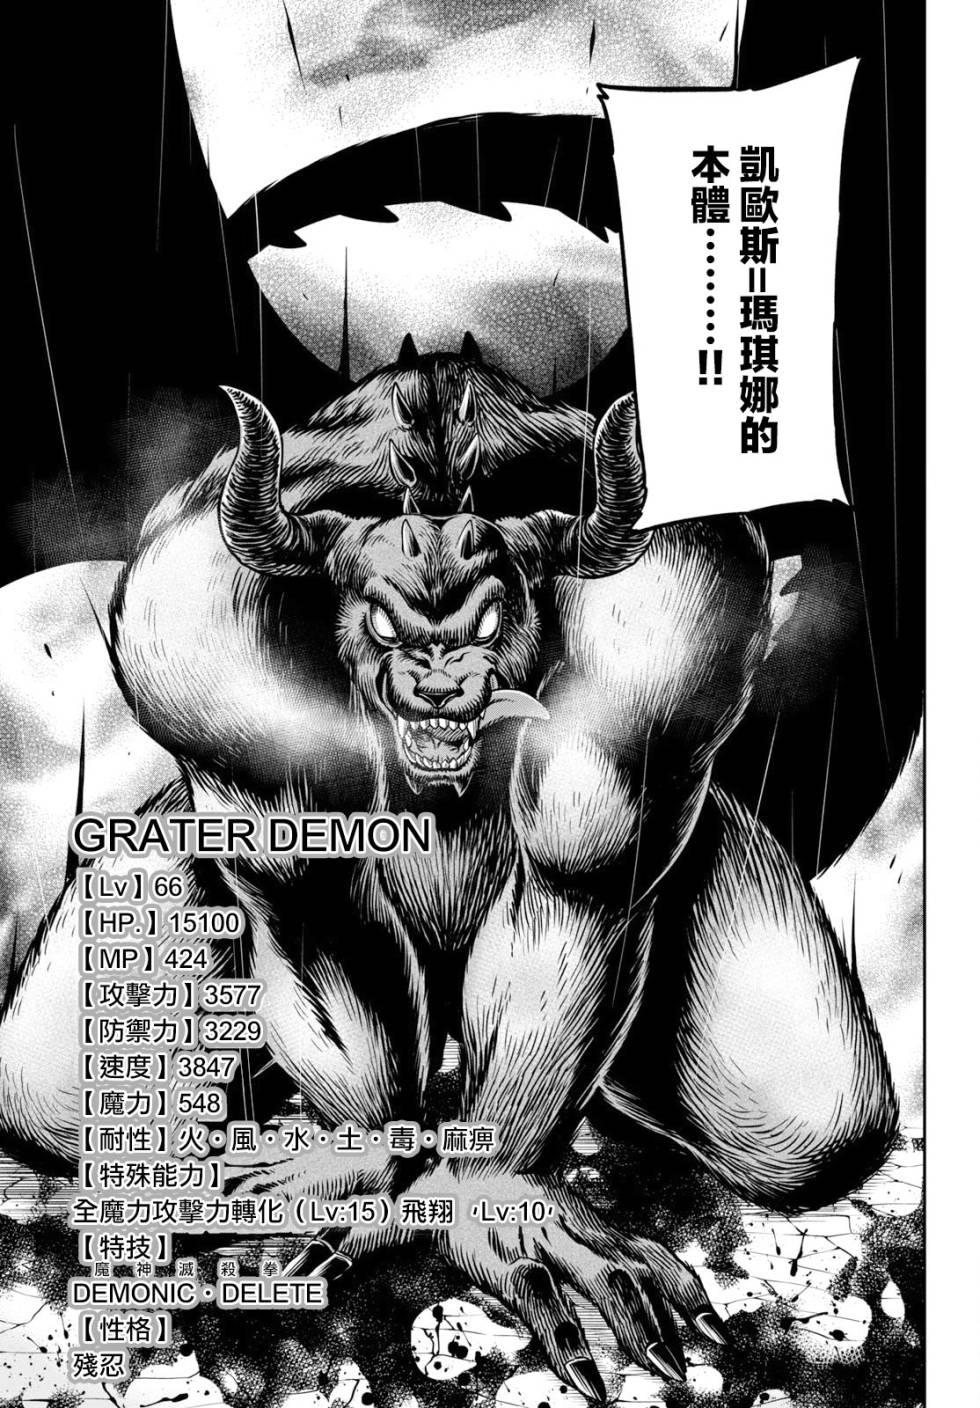 凱歐斯=瑪琪娜的
本體………!!
GRATER DEMON
【Lv】66
【HP.】15100
【MP】424
【攻擊力】3577
【防禦力】3229
【速度】3847
【魔力】548
【耐性】火・風・水・土・毒・麻痹
【特殊能力】
全魔力攻擊力轉化（Lv:15）飛翔 ′Lv:10′
【特技】
魔神滅殺拳
DEMONIC・DELETE
【性格】
殘忍